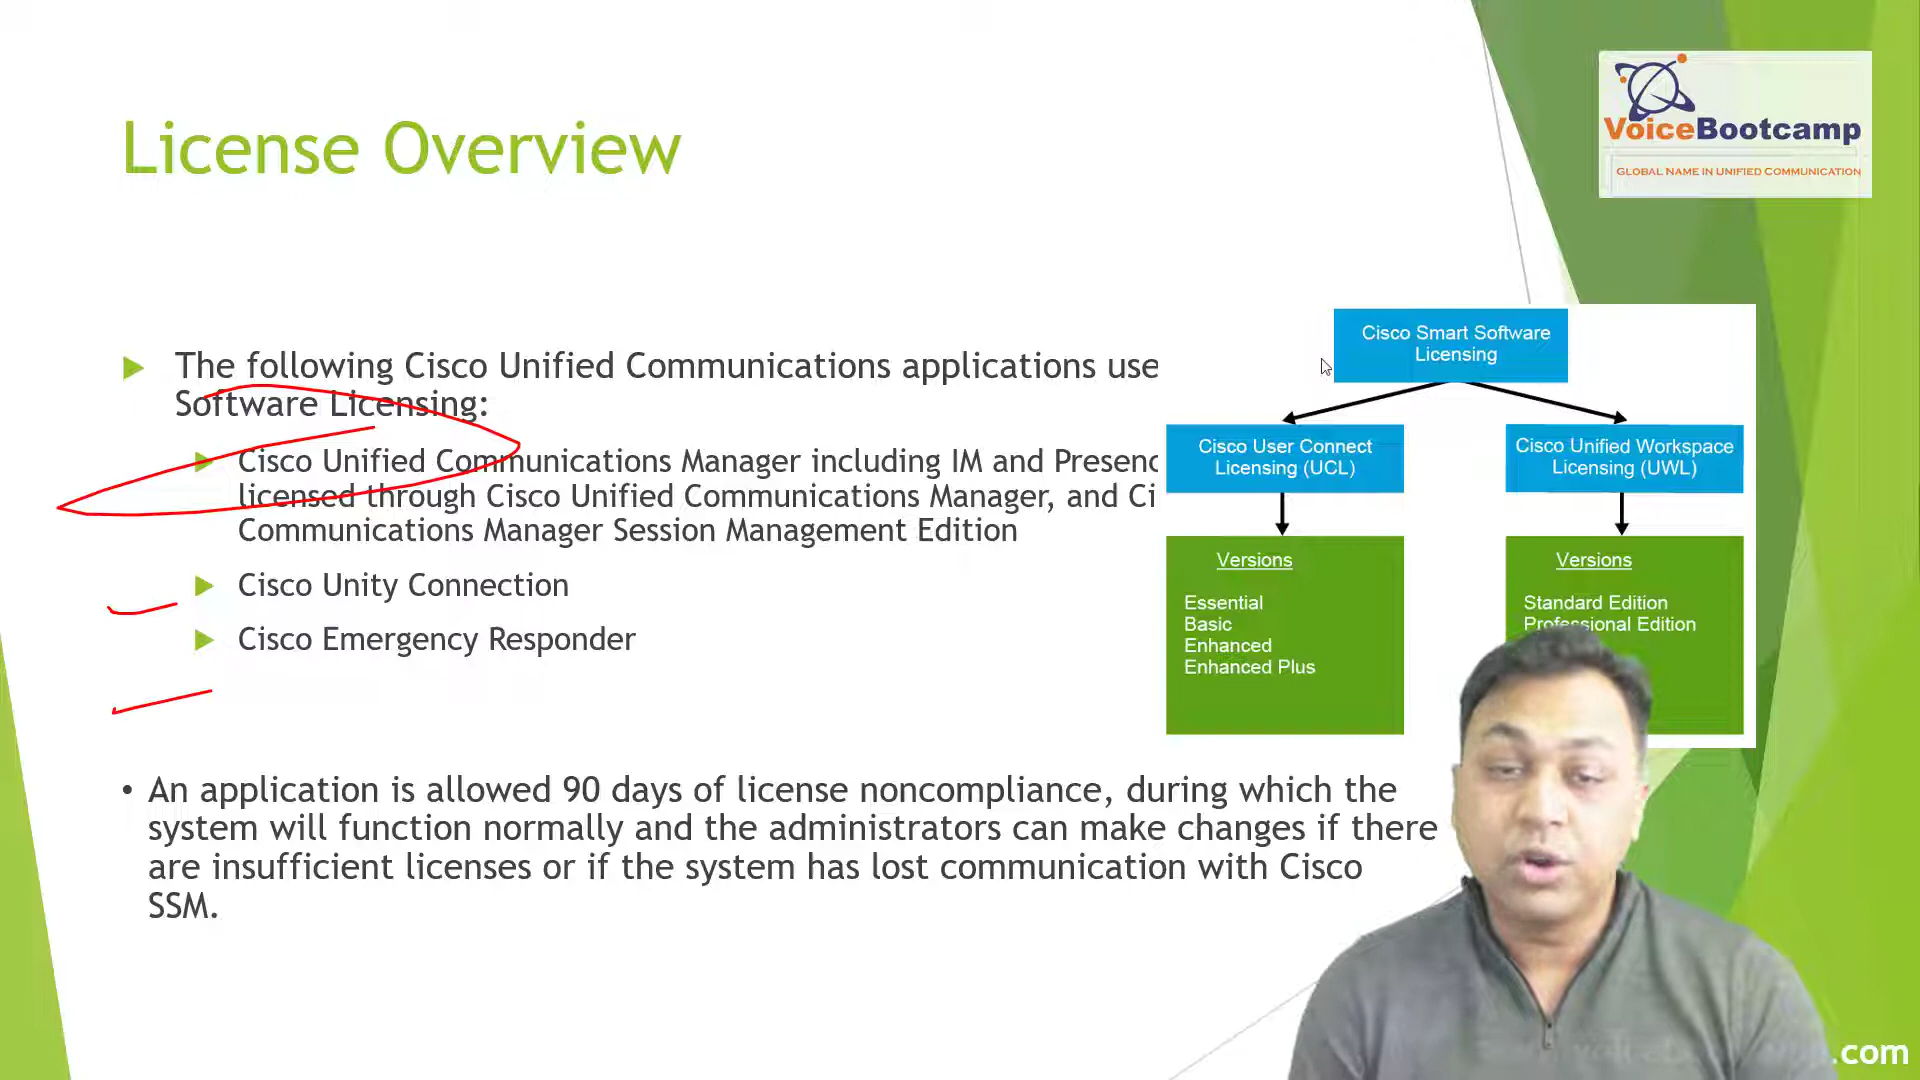 VoiceBootcamp
GLOBAL NAME IN UNIFIED COMMUNICATION
License Overview
The following Cisco Unified Communications applications use
Software Licensing:
Cisco Unified Communications Manager including IM and Presenc
licensed through Cisco Unified Communications Manager, and Ci
Communications Manager Session Management Edition
Cisco Unity Connection
Cisco Emergency Responder
Cisco Smart Software
Licensing
Cisco User Connect
Licensing (UCL)
Cisco Unified Workspace
Licensing (UWL)
Versions
Essential
Basic
Enhanced
Enhanced Plus
Versions
Standard Edition
Professional Edition
• An application is allowed 90 days of license noncompliance, during which the
system will function normally and the administrators can make changes if there
are insufficient licenses or if the system has lost communication with Cisco
SSM.
.com